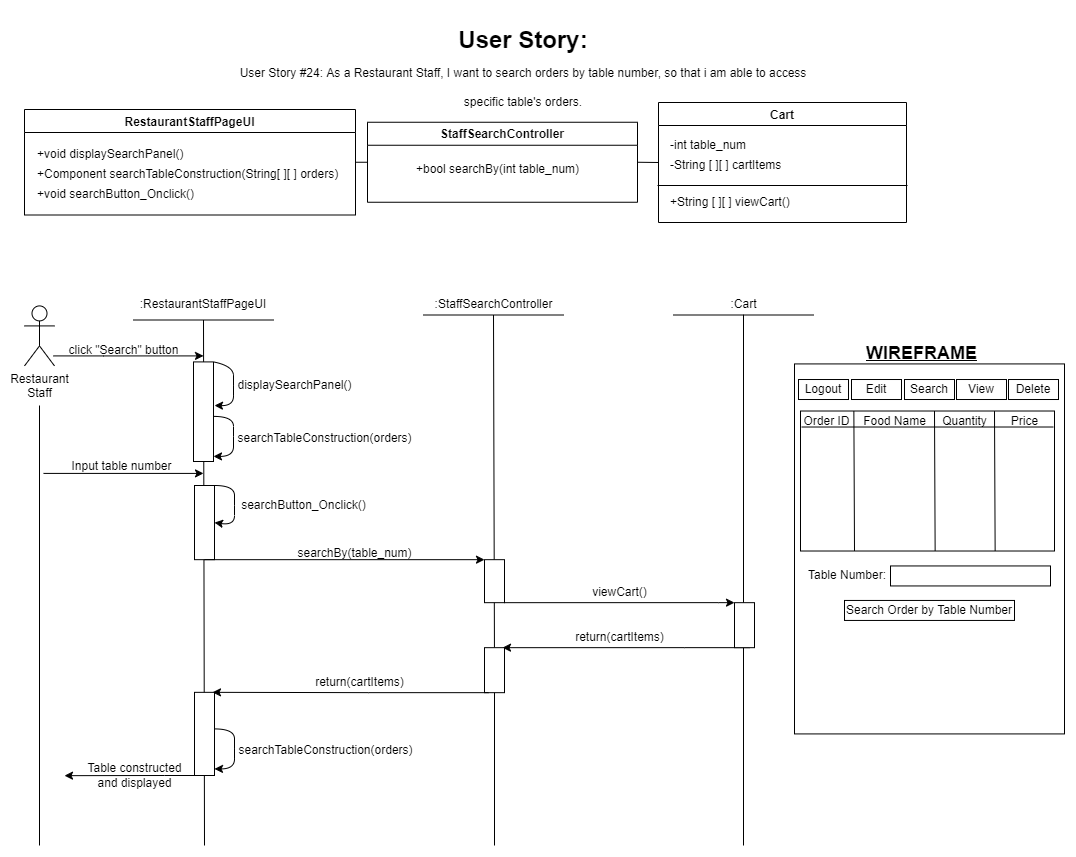 User Story:
User Story #24: As a Restaurant Staff, I want to search orders by table number, so that i am able to access
specific table's orders.
RestaurantStaffPageUI
+void displaySearchPanel()
+Component searchTableConstruction(String[ ][ ] orders)
+void searchButton_Onclick()
StaffSearchController
+bool searchBy(int table_num)
Cart
-int table_num
-String [ ][ ] cartItems
+String [ ][ ] viewCart()
:RestaurantStaffPageUI
:StaffSearchController
:Cart
Restaurant
Staff
click "Search" button
displaySearchPanel()
searchTableConstruction(orders)
Input table number
searchButton_Onclick()
searchBy(table_num)
viewCart()
return(cartItems)
return(cartItems)
searchTableConstruction(orders)
Table constructed
and displayed
WIREFRAME
Logout Edit Search View Delete
Order ID Food Name Quantity Price
Table Number:
Search Order by Table Number